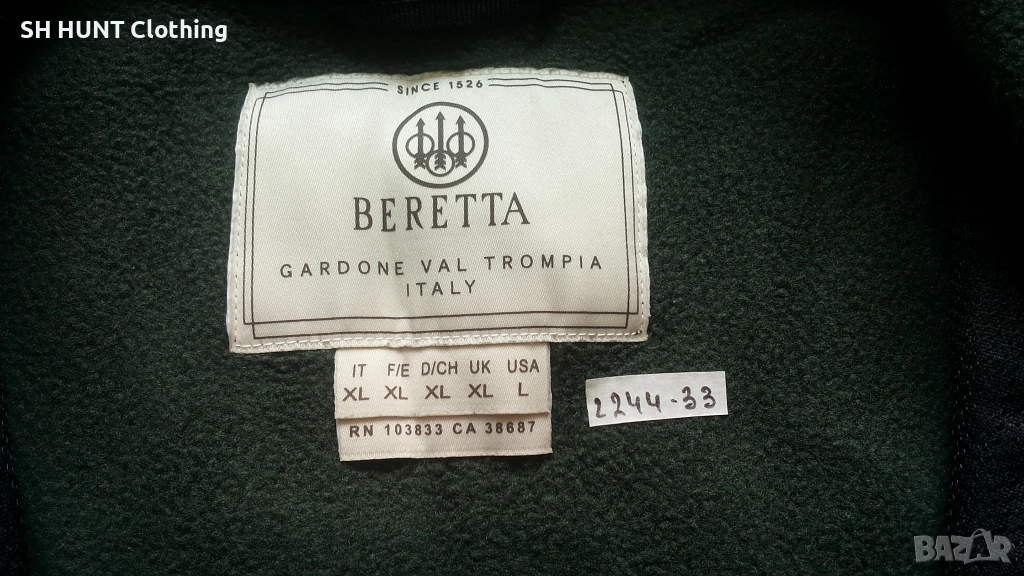 SH HUNT Clothing
SINCE 1526
BERETTA
GARDONE VAL TROMPIA
ITALY
IT F/E D/CH UK USA
XL XL XL XL L
RN 103833 CA 38687
2244-33
BAZAR